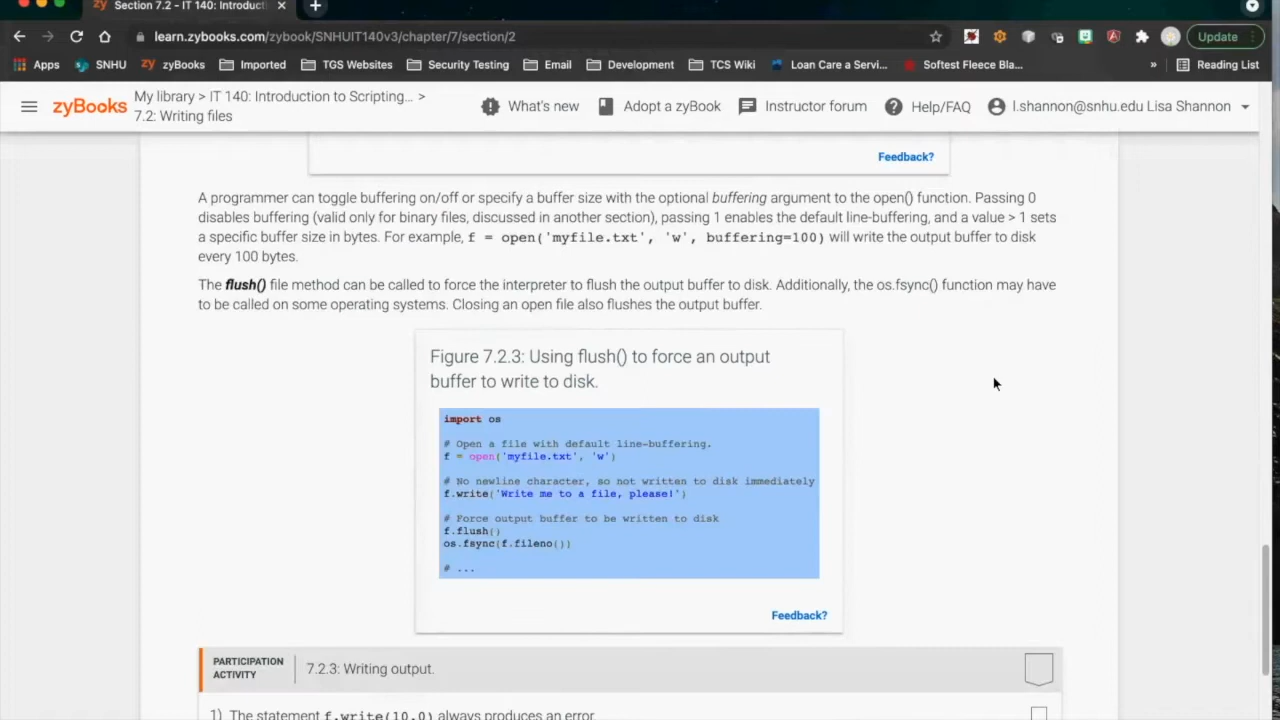 Section 7.2 - IT 140: Introducti
learn.zybooks.com/zybook/SNHUIT140v3/chapter/7/section/2
Update
Apps SNHU zyBooks Imported TGS Websites Security Testing Email Development TCS Wiki Loan Care a Servi... Softest Fleece Bla... » Reading List
zyBooks
My library > IT 140: Introduction to Scripting... >
7.2: Writing files
What's new Adopt a zyBook Instructor forum Help/FAQ l.shannon@snhu.edu Lisa Shannon
Feedback?
A programmer can toggle buffering on/off or specify a buffer size with the optional buffering argument to the open() function. Passing 0
disables buffering (valid only for binary files, discussed in another section), passing 1 enables the default line-buffering, and a value > 1 sets
a specific buffer size in bytes. For example, f = open('myfile.txt', 'w', buffering=100) will write the output buffer to disk
every 100 bytes.
The flush() file method can be called to force the interpreter to flush the output buffer to disk. Additionally, the os.fsync() function may have
to be called on some operating systems. Closing an open file also flushes the output buffer.
Figure 7.2.3: Using flush() to force an output
buffer to write to disk.
import os
# Open a file with default line-buffering.
f = open('myfile.txt', 'w')
# No newline character, so not written to disk immediately
f.write('Write me to a file, please!')
# Force output buffer to be written to disk
f.flush()
os.fsync(f.fileno())
# ...
Feedback?
PARTICIPATION
ACTIVITY
7.2.3: Writing output.
1) The statement f.write(10.0) always produces an error.